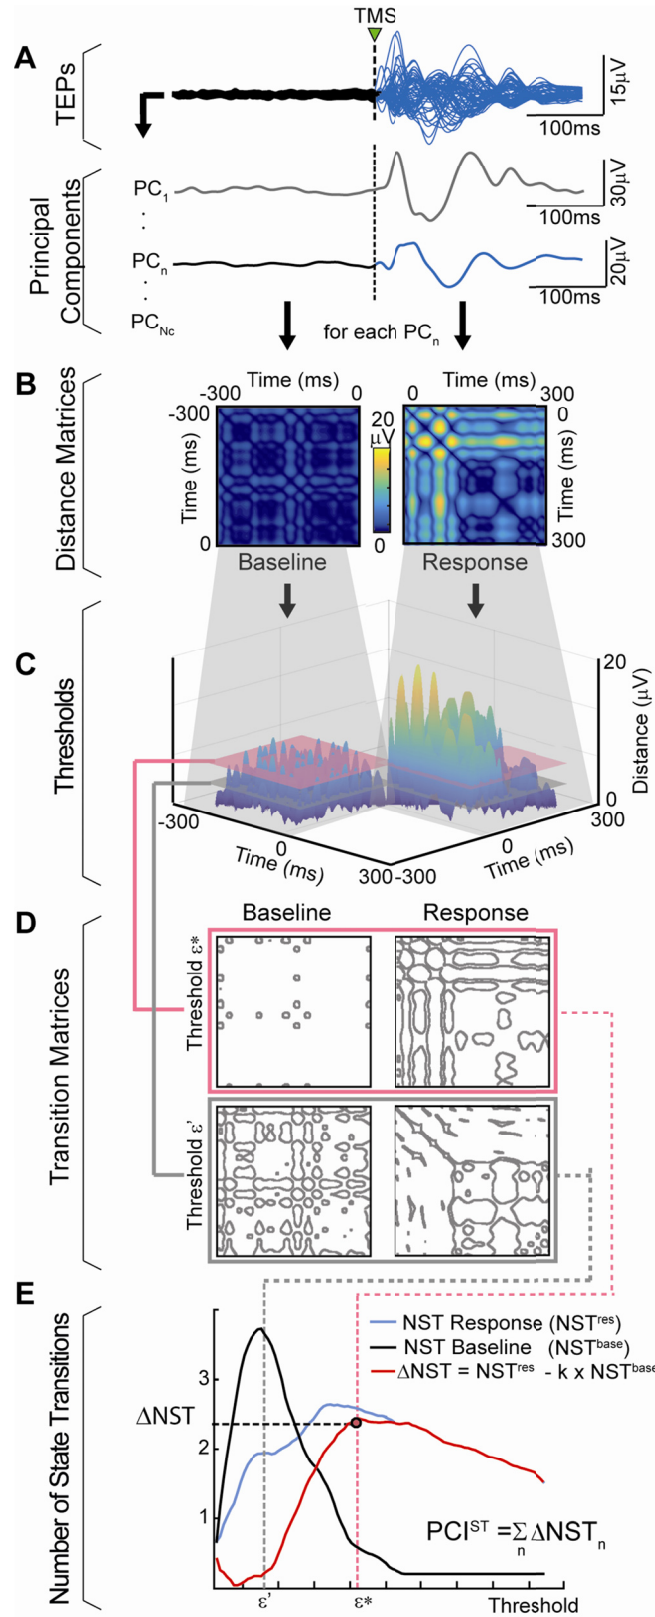 TMS
A
TEPs
15μV
100ms
Principal
Components
PC1
30μV
100ms
PCn
20μV
100ms
PCNc
for each PCn
B
Distance Matrices
Time (ms)
-300
0
-300
Time (ms)
0
Baseline
20
μV
0
Time (ms)
0
300
0
Time (ms)
300
Response
C
Thresholds
20
Distance (μV)
0
-300
0
Time (ms)
300
-300
0
Time (ms)
300
D
Transition Matrices
Baseline
Response
Threshold ε*
Threshold ε'
E
Number of State Transitions
NST Response (NSTres)
NST Baseline (NSTbase)
ΔNST = NSTres - k x NSTbase
3
ΔNST
2
1
PCIST =Σn ΔNSTn
ε'
ε*
Threshold